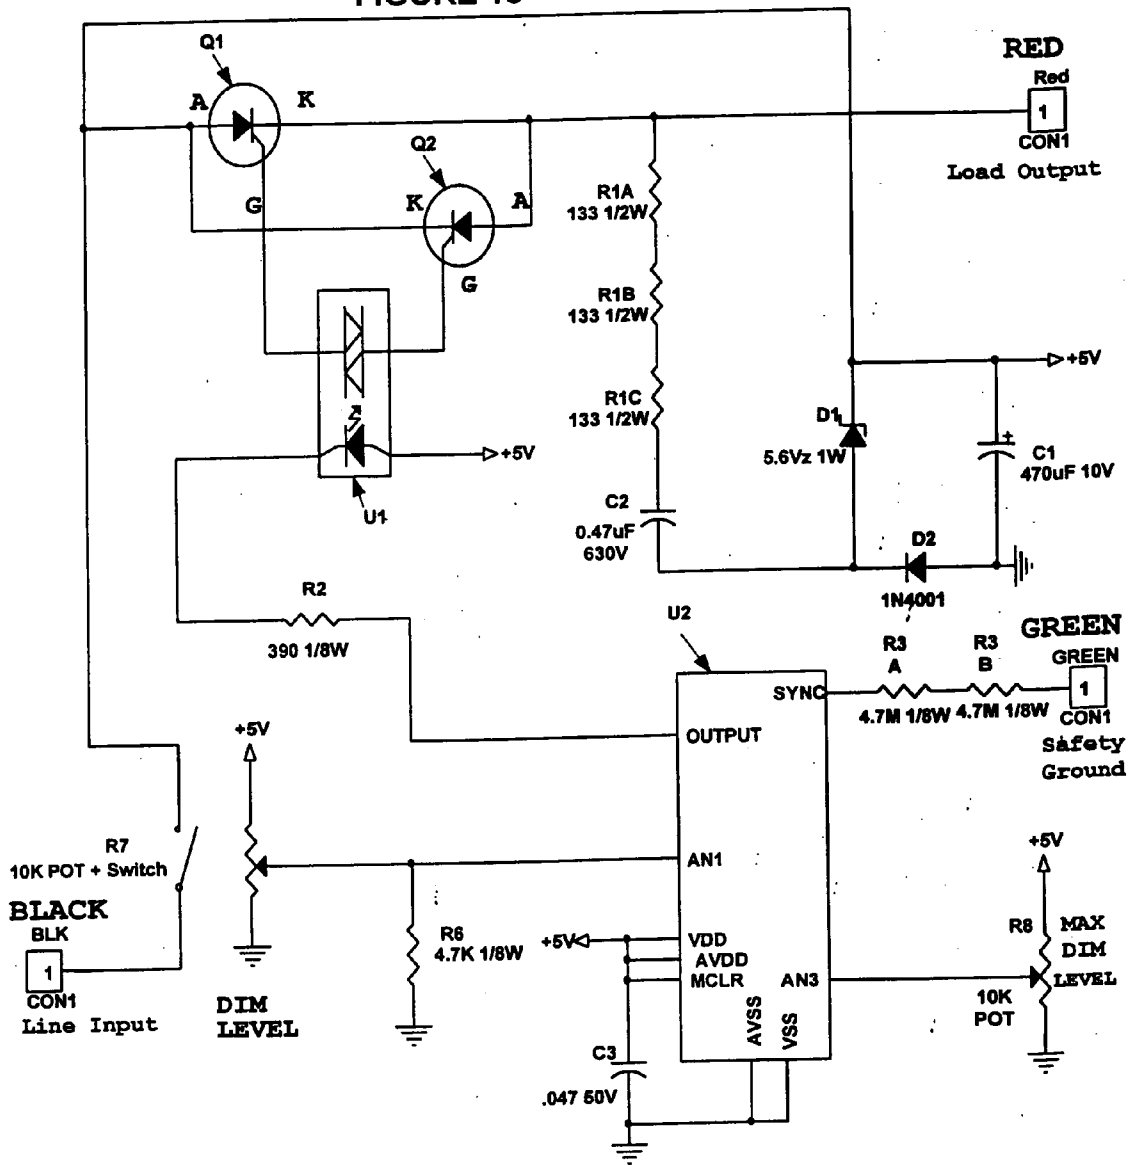 Q1
RED
Red
A
K
1
Q2
CON1
Load Output
R1A
133 1/2W
G
K
A
G
R1B
133 1/2W
+5V
R1C
133 1/2W
D1
5.6Vz 1W
+
C1
470uF 10V
+5V
U1
C2
0.47uF
630V
D2
1N4001
R2
390 1/8W
U2
GREEN
GREEN
R3
A
R3
B
1
SYNC
4.7M 1/8W
4.7M 1/8W
CON1
Safety
Ground
+5V
OUTPUT
R7
10K POT + Switch
AN1
+5V
BLACK
BLK
1
CON1
Line Input
R6
4.7K 1/8W
+5V
VDD
AVDD
MCLR
AN3
R8
MAX
DIM
LEVEL
10K
POT
DIM
LEVEL
AVSS
VSS
C3
.047 50V